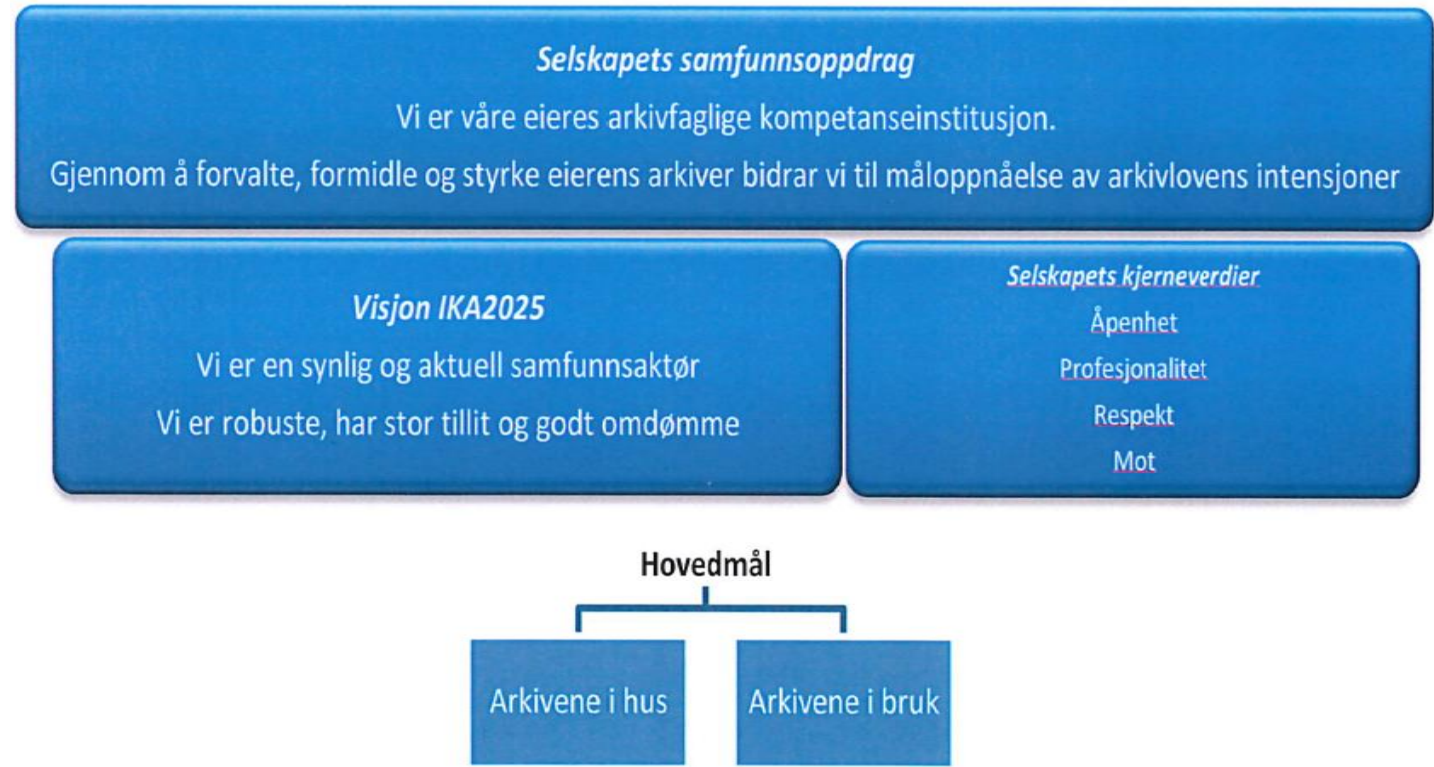 Selskapets samfunnsoppdrag
Vi er våre eieres arkivfaglige kompetanseinstitusjon.
Gjennom å forvalte, formidle og styrke eierens arkiver bidrar vi til måloppnåelse av arkivlovens intensjoner
Visjon IKA2025
Vi er en synlig og aktuell samfunnsaktør
Vi er robuste, har stor tillit og godt omdømme
Selskapets kjerneverdier
Åpenhet
Profesjonalitet
Respekt
Mot
Hovedmål
Arkivene i hus
Arkivene i bruk